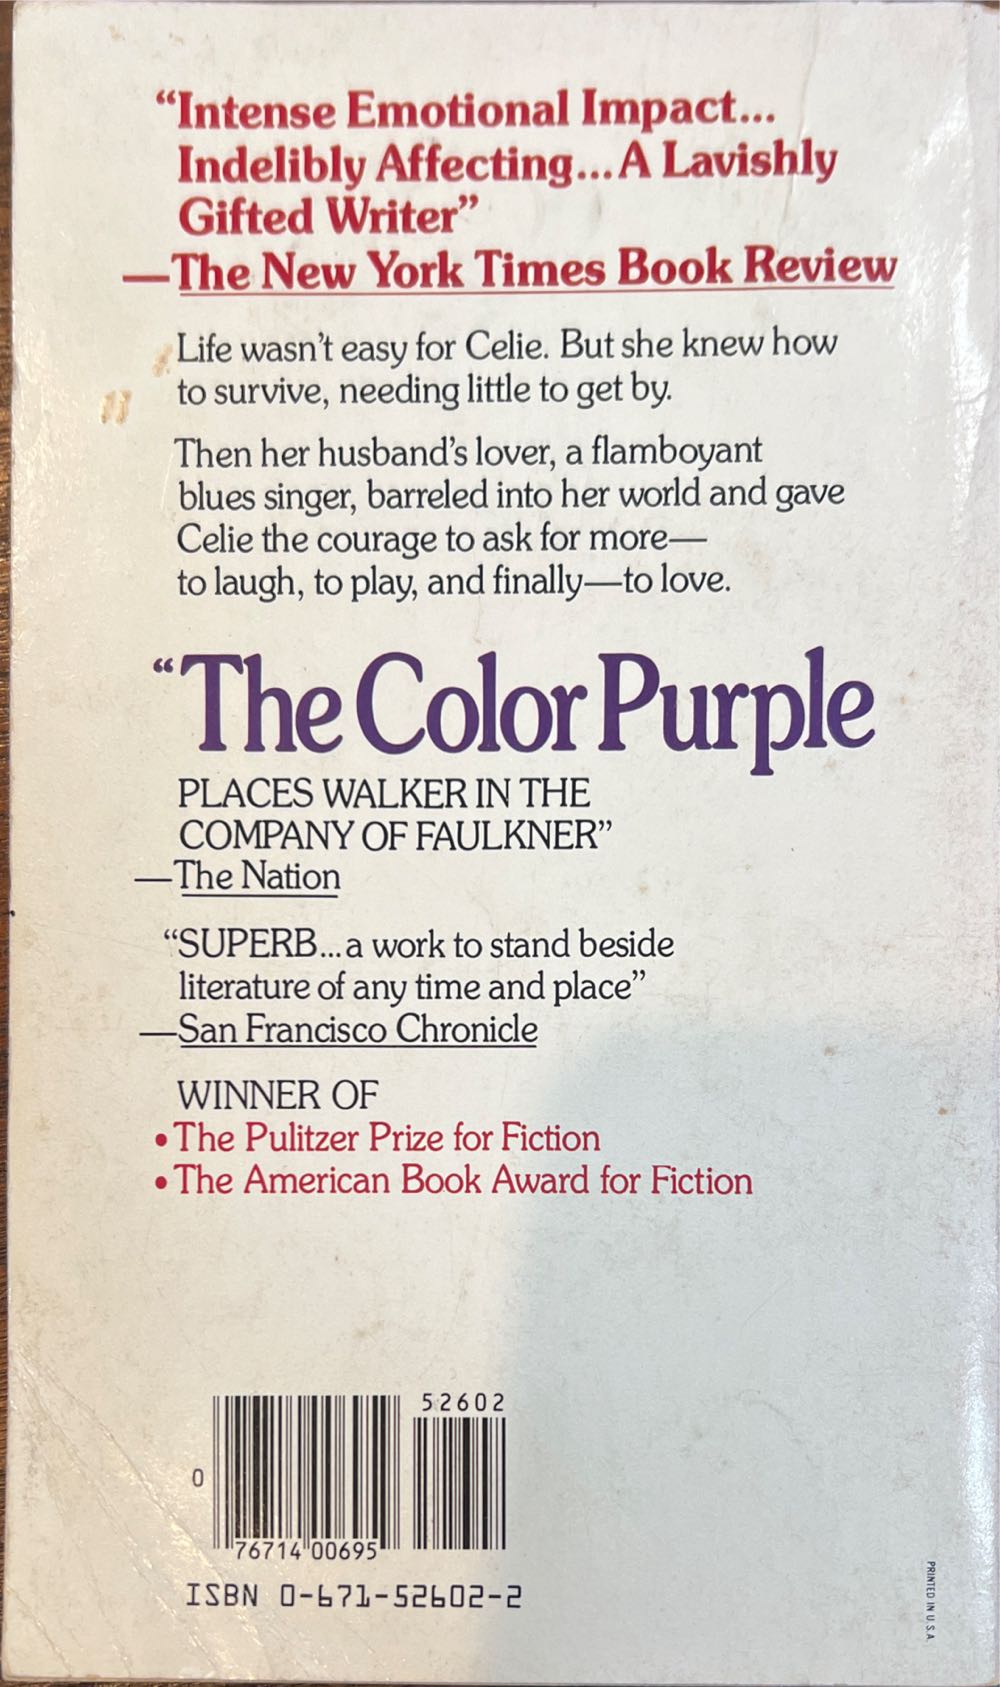 “Intense Emotional Impact...
Indelibly Affecting...A Lavishly
Gifted Writer”
—The New York Times Book Review
Life wasn’t easy for Celie. But she knew how
to survive, needing little to get by.
Then her husband’s lover, a flamboyant
blues singer, barreled into her world and gave
Celie the courage to ask for more—
to laugh, to play, and finally—to love.
“The Color Purple
PLACES WALKER IN THE
COMPANY OF FAULKNER”
—The Nation
“SUPERB...a work to stand beside
literature of any time and place”
—San Francisco Chronicle
WINNER OF
• The Pulitzer Prize for Fiction
• The American Book Award for Fiction
52602
0
76714 00695
ISBN 0-671-52602-2
PRINTED IN U.S.A.